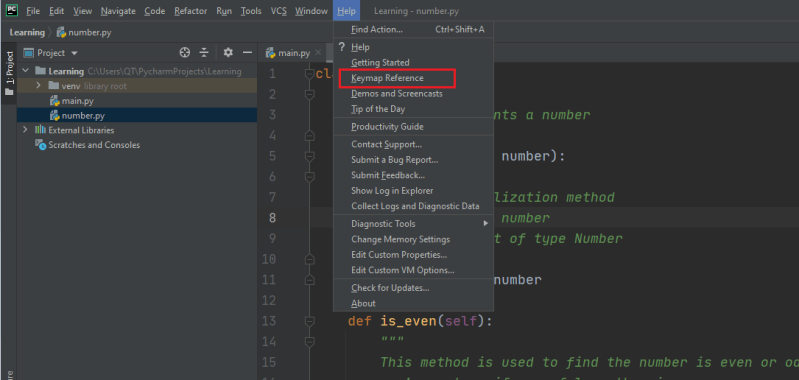 PC File Edit View Navigate Code Refactor Run Tools VCS Window Help Learning - number.py
Learning number.py
Project
main.py
1: Project
Learning C:\Users\QT\PycharmProjects\Learning
venv library root
main.py
number.py
External Libraries
Scratches and Consoles
Find Action... Ctrl+Shift+A
? Help
Getting Started
Keymap Reference
Demos and Screencasts
Tip of the Day
Productivity Guide
Contact Support...
Submit a Bug Report...
Submit Feedback...
Show Log in Explorer
Collect Logs and Diagnostic Data
Diagnostic Tools
Change Memory Settings
Edit Custom Properties...
Edit Custom VM Options...
Check for Updates...
About
1 cl
2
3 nts a number
4
5 number):
6
7 lization method
8 number
9 t of type Number
10
11 number
12
13 def is_even(self):
14 """
15 This method is used to find the number is even or od